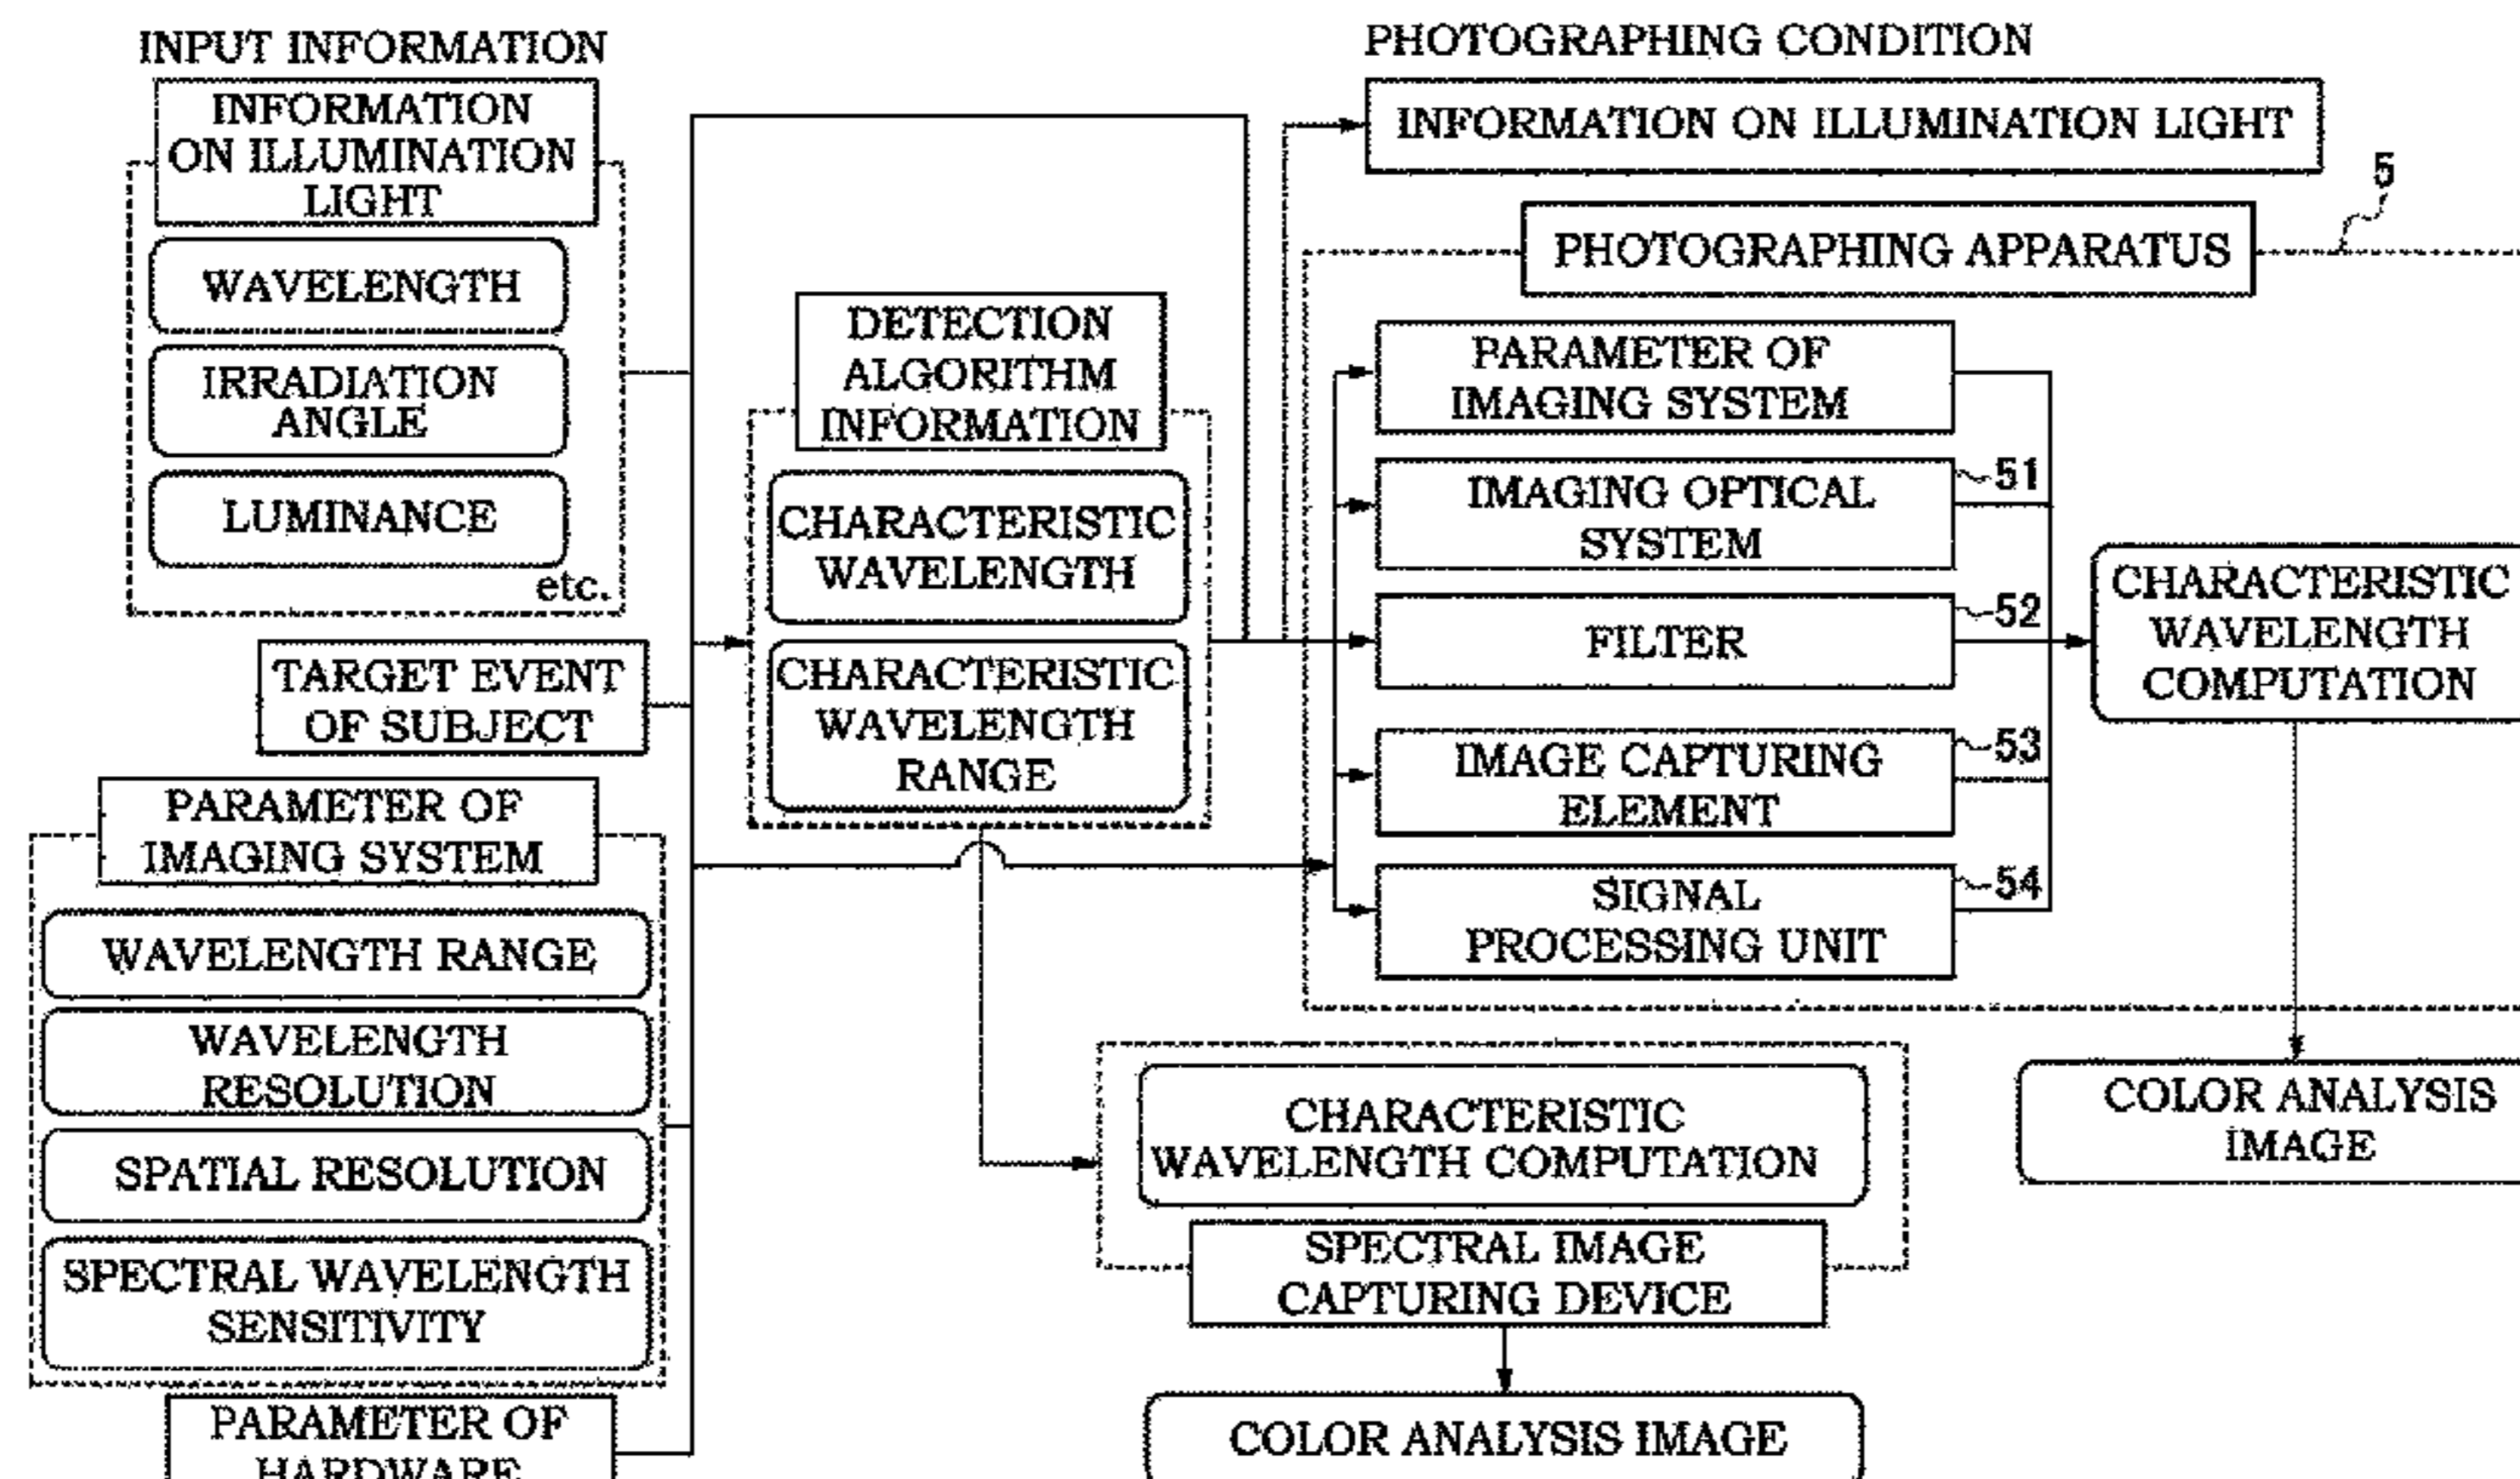 INPUT INFORMATION
INFORMATION
ON ILLUMINATION
LIGHT
WAVELENGTH
IRRADIATION
ANGLE
LUMINANCE
etc.
TARGET EVENT
OF SUBJECT
PARAMETER OF
IMAGING SYSTEM
WAVELENGTH RANGE
WAVELENGTH
RESOLUTION
SPATIAL RESOLUTION
SPECTRAL WAVELENGTH
SENSITIVITY
PARAMETER OF
HARDWARE
DETECTION
ALGORITHM
INFORMATION
CHARACTERISTIC
WAVELENGTH
CHARACTERISTIC
WAVELENGTH
RANGE
PHOTOGRAPHING CONDITION
INFORMATION ON ILLUMINATION LIGHT
5
PHOTOGRAPHING APPARATUS
PARAMETER OF
IMAGING SYSTEM
IMAGING OPTICAL
SYSTEM
51
FILTER
52
IMAGE CAPTURING
ELEMENT
53
SIGNAL
PROCESSING UNIT
54
CHARACTERISTIC
WAVELENGTH
COMPUTATION
COLOR ANALYSIS
IMAGE
CHARACTERISTIC
WAVELENGTH COMPUTATION
SPECTRAL IMAGE
CAPTURING DEVICE
COLOR ANALYSIS IMAGE